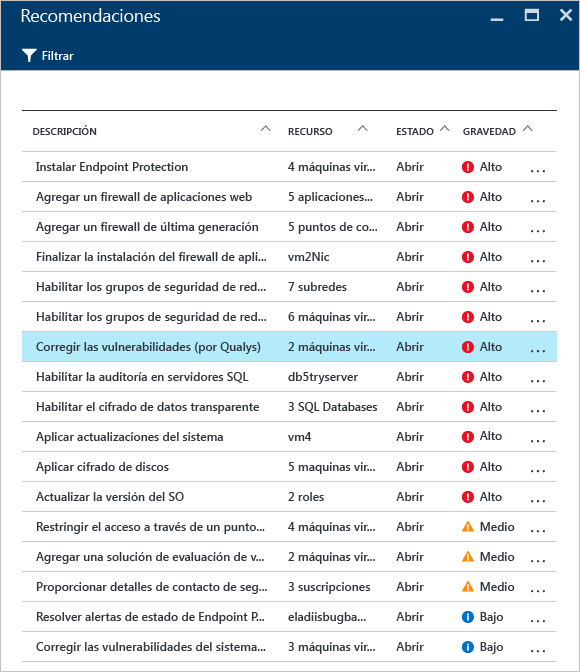 Recomendaciones
Filtrar
DESCRIPCIÓN RECURSO ESTADO GRAVEDAD
Instalar Endpoint Protection 4 máquinas vir... Abrir Alto ...
Agregar un firewall de aplicaciones web 5 aplicaciones... Abrir Alto ...
Agregar un firewall de última generación 5 puntos de co... Abrir Alto ...
Finalizar la instalación del firewall de apli... vm2Nic Abrir Alto ...
Habilitar los grupos de seguridad de red... 7 subredes Abrir Alto ...
Habilitar los grupos de seguridad de red... 6 máquinas vir... Abrir Alto ...
Corregir las vulnerabilidades (por Qualys) 2 máquinas vir... Abrir Alto ...
Habilitar la auditoría en servidores SQL db5tryserver Abrir Alto ...
Habilitar el cifrado de datos transparente 3 SQL Databases Abrir Alto ...
Aplicar actualizaciones del sistema vm4 Abrir Alto ...
Aplicar cifrado de discos 5 maquinas vir... Abrir Alto ...
Actualizar la versión del SO 2 roles Abrir Alto ...
Restringir el acceso a través de un punto... 4 máquinas vir... Abrir Medio ...
Agregar una solución de evaluación de v... 2 máquinas vir... Abrir Medio ...
Proporcionar detalles de contacto de seg... 3 suscripciones Abrir Medio ...
Resolver alertas de estado de Endpoint P... eladiisbugba... Abrir Bajo ...
Corregir las vulnerabilidades del sistema... 3 máquinas vir... Abrir Bajo ...